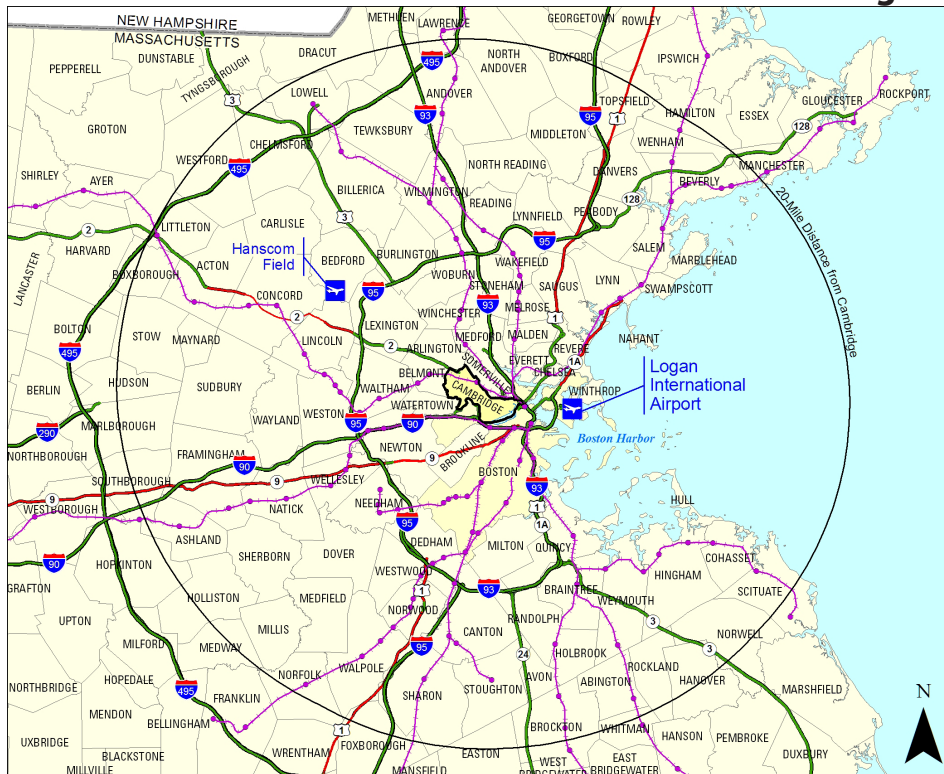 g
NEW HAMPSHIRE
MASSACHUSETTS
METHUEN
LAWRENCE
GEORGETOWN
ROWLEY
DUNSTABLE
DRACUT
NORTH
ANDOVER
BOXFORD
IPSWICH
PEPPERELL
TYNGSBOROUGH
495
LOWELL
ANDOVER
3
93
95
TOPSFIELD
1
HAMILTON
ESSEX
GLOUCESTER
ROCKPORT
128
GROTON
TEWKSBURY
MIDDLETON
WENHAM
CHELMSFORD
WESTFORD
495
NORTH READING
DANVERS
MANCHESTER
SHIRLEY
AYER
BILLERICA
WILMINGTON
BEVERLY
128
20-Mile Distance from Cambridge
READING
LYNNFIELD
PEABODY
3
CARLISLE
LITTLETON
2
HARVARD
95
SALEM
Hanscom
Field
BEDFORD
BURLINGTON
WAKEFIELD
MARBLEHEAD
LANCASTER
BOXBOROUGH
ACTON
WOBURN
STONEHAM
SAUGUS
LYNN
SWAMPSCOTT
95
CONCORD
93
MELROSE
WINCHESTER
1
2
LEXINGTON
BOLTON
STOW
MAYNARD
LINCOLN
MEDFORD
MALDEN
NAHANT
495
2
ARLINGTON
REVERE
EVERETT
1A
SOMERVILLE
CHELSEA
Logan
International
Airport
BELMONT
BERLIN
HUDSON
SUDBURY
WALTHAM
CAMBRIDGE
WINTHROP
WATERTOWN
WESTON
WAYLAND
95
90
MARLBOROUGH
290
Boston Harbor
NORTHBOROUGH
FRAMINGHAM
90
NEWTON
9
BROOKLINE
BOSTON
SOUTHBOROUGH
9
WELLESLEY
93
9
WESTBOROUGH
NATICK
NEEDHAM
1
HULL
95
1A
ASHLAND
DEDHAM
MILTON
QUINCY
SHERBORN
DOVER
COHASSET
90
HOPKINTON
WESTWOOD
HINGHAM
GRAFTON
1
93
BRAINTREE
SCITUATE
HOLLISTON
MEDFIELD
NORWOOD
WEYMOUTH
UPTON
RANDOLPH
3
MILLIS
CANTON
NORWELL
MILFORD
MEDWAY
95
24
HOLBROOK
3
WALPOLE
ROCKLAND
NORFOLK
AVON
ABINGTON
HANOVER
HOPEDALE
NORTHBRIDGE
495
STOUGHTON
MARSHFIELD
FRANKLIN
SHARON
MENDON
BELLINGHAM
BROCKTON
WHITMAN
HANSON
PEMBROKE
1
UXBRIDGE
FOXBOROUGH
WRENTHAM
EASTON
DUXBURY
BLACKSTONE
WEST
BRIDGEWATER
EAST
BRIDGEWATER
MILLVILLE
MANSFIELD
N